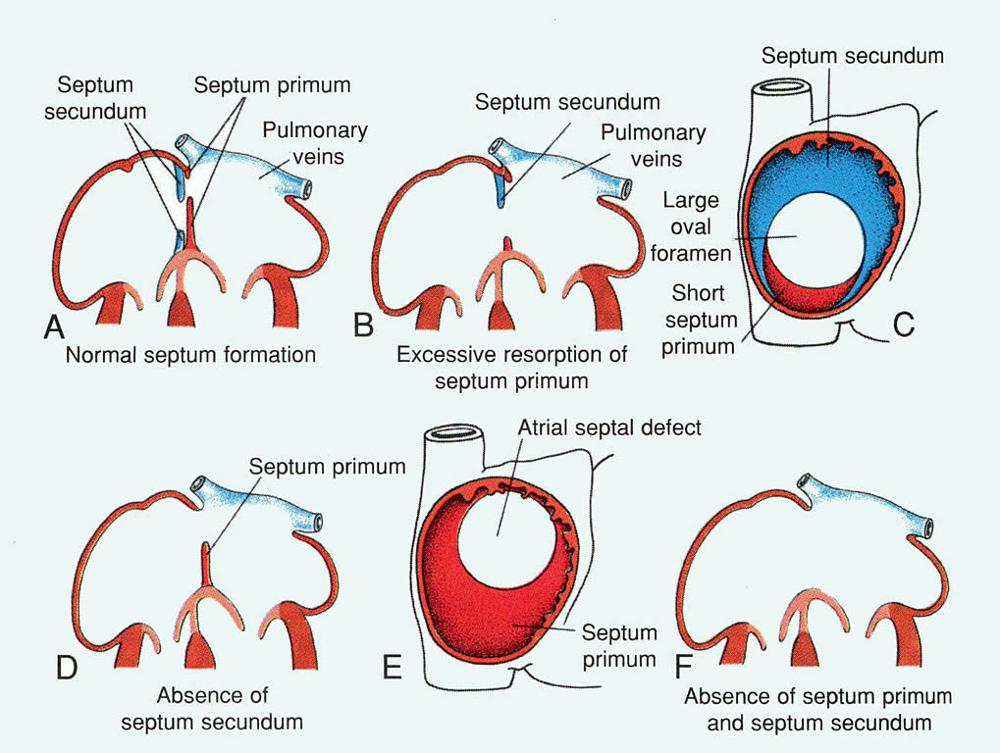 Septum
secundum
Septum primum
Pulmonary
veins
A
Normal septum formation
Septum secundum
Pulmonary
veins
B
Excessive resorption of
septum primum
Septum secundum
Large
oval
foramen
Short
septum
primum
C
Septum primum
D
Absence of
septum secundum
Atrial septal defect
Septum
primum
E
F
Absence of septum primum
and septum secundum